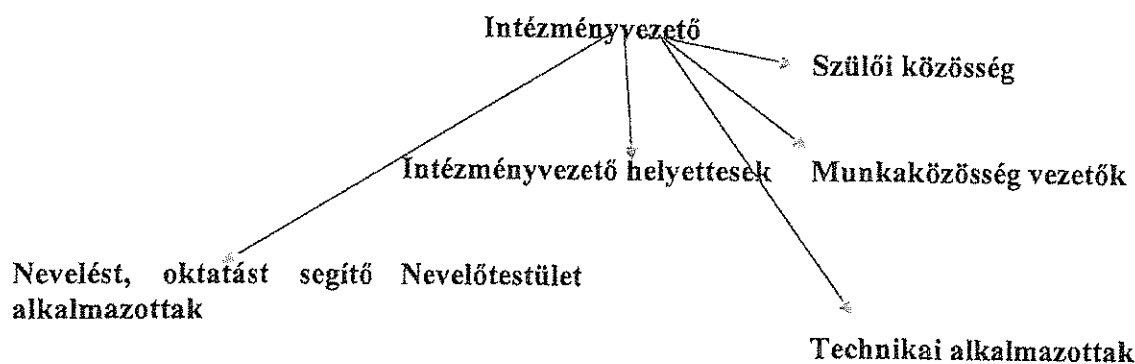 Intézményvezető
Szülői közösség
Intézményvezető helyettesek
Munkaközösség vezetők
Nevelést, oktatást segítő
alkalmazottak
Nevelőtestület
Technikai alkalmazottak